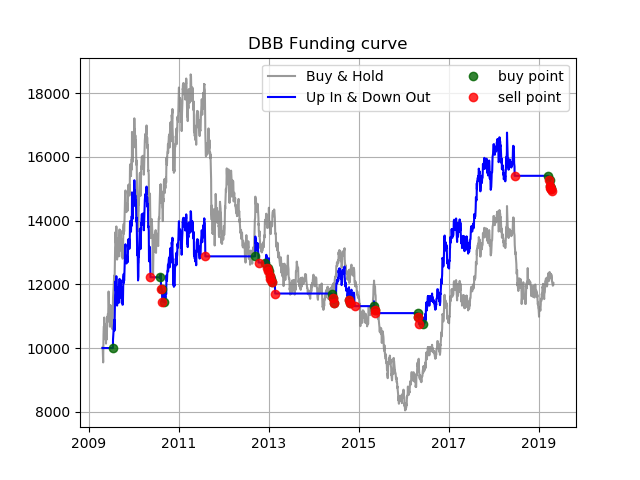 DBB Funding curve
Buy & Hold
Up In & Down Out
buy point
sell point
18000
16000
14000
12000
10000
8000
2009 2011 2013 2015 2017 2019